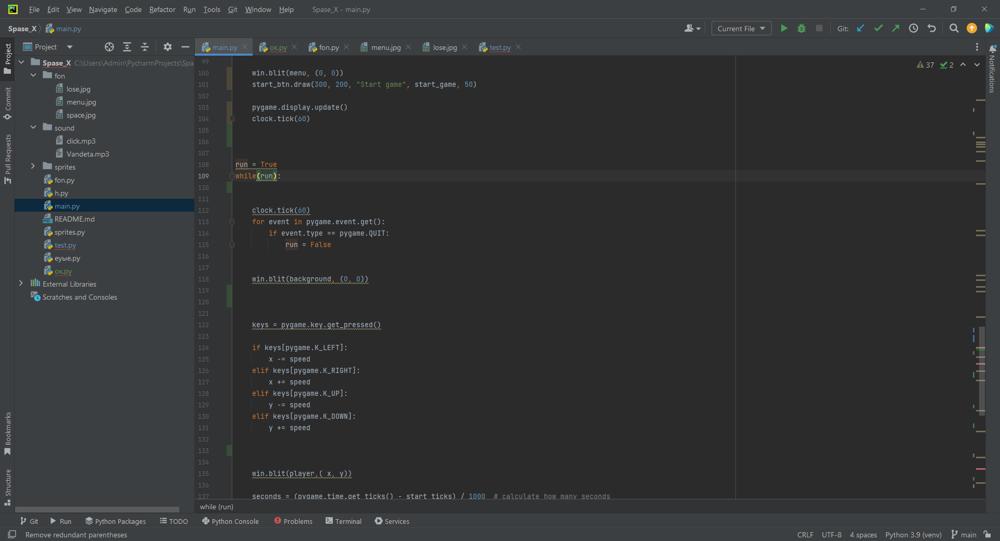 PC
File Edit View Navigate Code Refactor Run Tools Git Window Help Spase_X - main.py
Spase_X main.py Current File Git:
Project main.py ок.py fon.py menu.jpg lose.jpg test.py
Project
Commit
Pull Requests
Bookmarks
Structure
Notifications
Spase_X C:\Users\Admin\PycharmProjects\Spa
fon
lose.jpg
menu.jpg
space.jpg
sound
click.mp3
Vandeta.mp3
sprites
fon.py
h.py
main.py
README.md
sprites.py
test.py
еуые.py
ок.py
External Libraries
Scratches and Consoles
37 2
99
100 win.blit(menu, (0, 0))
101 start_btn.draw(300, 200, "Start game", start_game, 50)
102
103 pygame.display.update()
104 clock.tick(60)
105
106
107
108 run = True
109 while(run):
110
111
112 clock.tick(60)
113 for event in pygame.event.get():
114 if event.type == pygame.QUIT:
115 run = False
116
117
118 win.blit(background, (0, 0))
119
120
121
122 keys = pygame.key.get_pressed()
123
124 if keys[pygame.K_LEFT]:
125 x -= speed
126 elif keys[pygame.K_RIGHT]:
127 x += speed
128 elif keys[pygame.K_UP]:
129 y -= speed
130 elif keys[pygame.K_DOWN]:
131 y += speed
132
133
134
135 win.blit(player,( x, y))
136
137 seconds = (pygame.time.get_ticks() - start_ticks) / 1000 # calculate how many seconds
while (run)
Git Run Python Packages TODO Python Console Problems Terminal Services
Remove redundant parentheses CRLF UTF-8 4 spaces Python 3.9 (venv) main